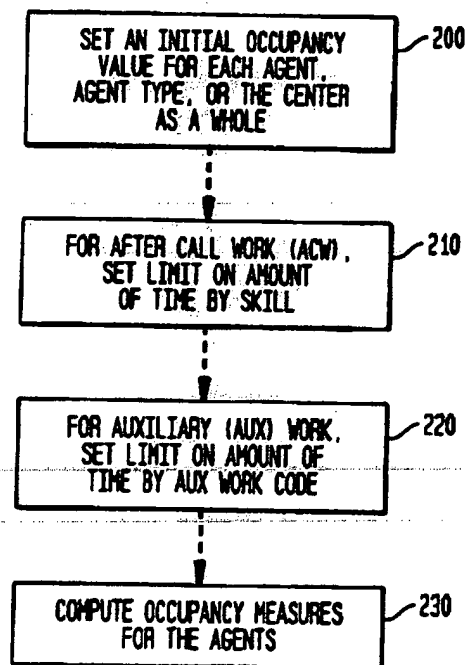 SET AN INITIAL OCCUPANCY
VALUE FOR EACH AGENT,
AGENT TYPE, OR THE CENTER
AS A WHOLE
200
FOR AFTER CALL WORK (ACW),
SET LIMIT ON AMOUNT
OF TIME BY SKILL
210
FOR AUXILIARY (AUX) WORK,
SET LIMIT ON AMOUNT OF
TIME BY AUX WORK CODE
220
COMPUTE OCCUPANCY MEASURES
FOR THE AGENTS
230